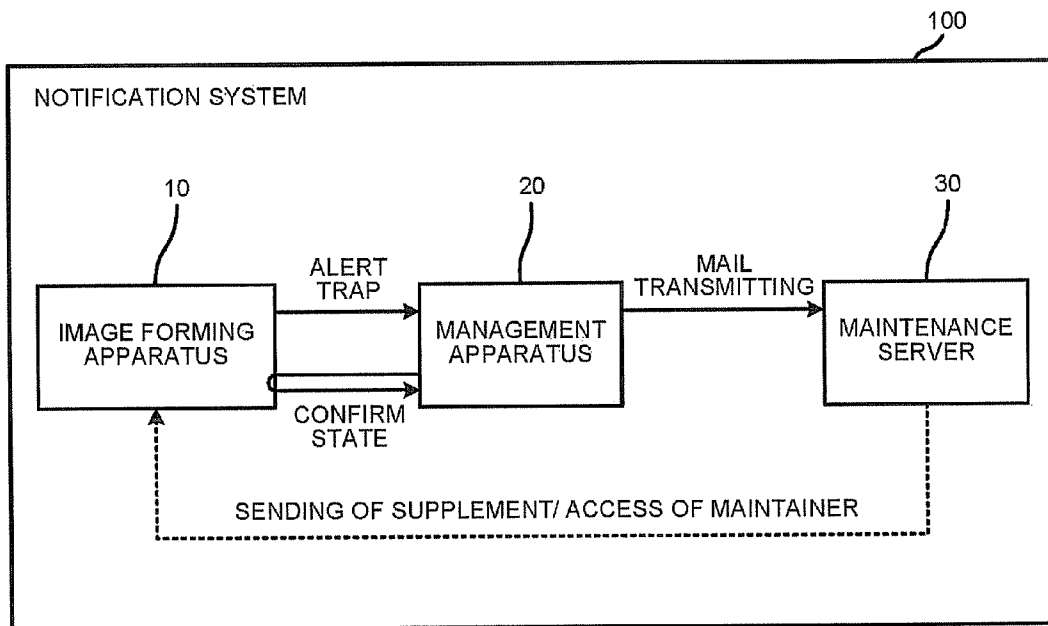 100
NOTIFICATION SYSTEM
10
20
30
ALERT
TRAP
MAIL
TRANSMITTING
IMAGE FORMING
APPARATUS
MANAGEMENT
APPARATUS
MAINTENANCE
SERVER
CONFIRM
STATE
SENDING OF SUPPLEMENT/ ACCESS OF MAINTAINER